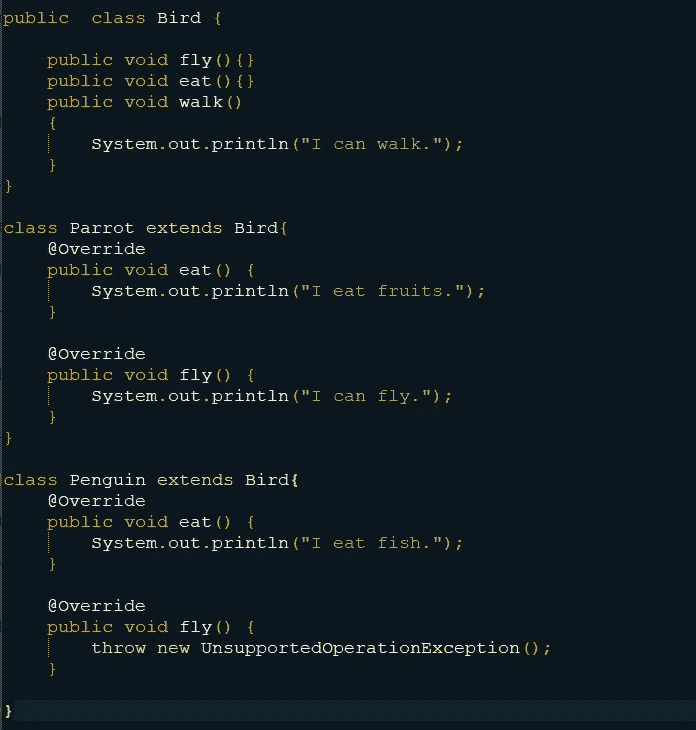 public  class Bird {
    public void fly(){}
    public void eat(){}
    public void walk()
    {
        System.out.println("I can walk.");
    }
}
class Parrot extends Bird{
    @Override
    public void eat() {
        System.out.println("I eat fruits.");
    }
    @Override
    public void fly() {
        System.out.println("I can fly.");
    }
}
class Penguin extends Bird{
    @Override
    public void eat() {
        System.out.println("I eat fish.");
    }
    @Override
    public void fly() {
        throw new UnsupportedOperationException();
    }
}